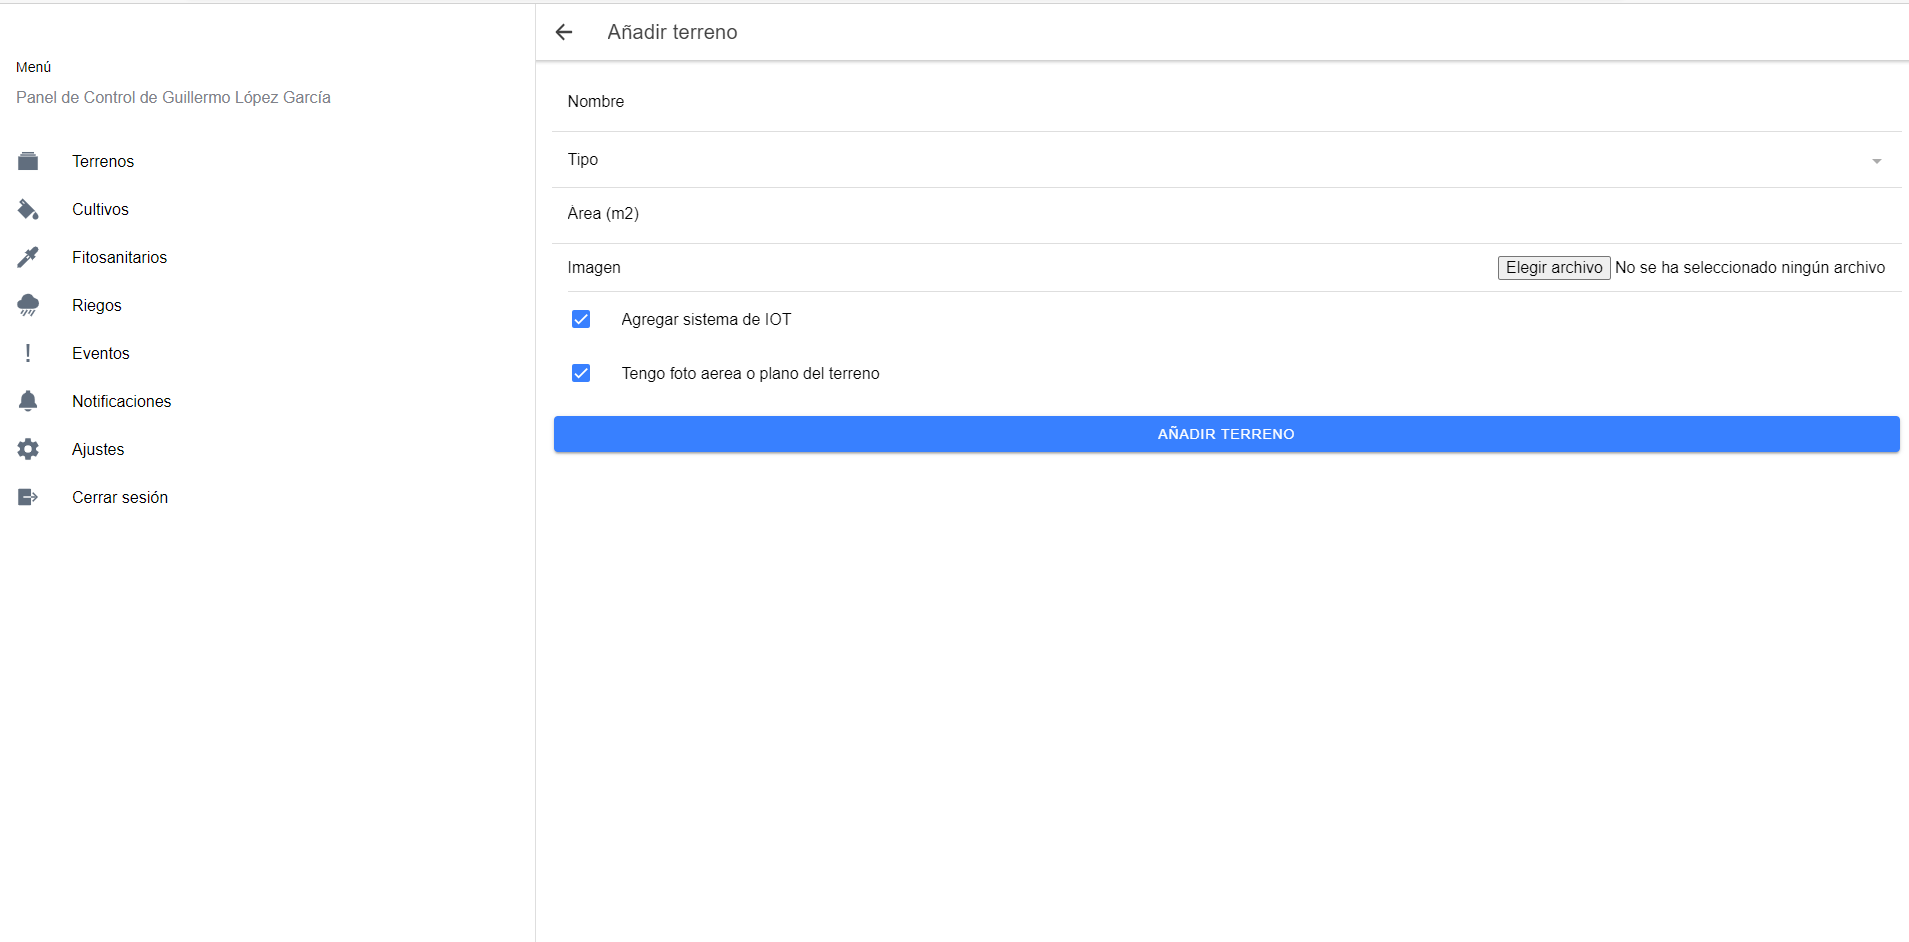 Menú
Panel de Control de Guillermo López García
Terrenos
Cultivos
Fitosanitarios
Riegos
Eventos
Notificaciones
Ajustes
Cerrar sesión
Añadir terreno
Nombre
Tipo
Área (m2)
Imagen Elegir archivo No se ha seleccionado ningún archivo
Agregar sistema de IOT
Tengo foto aerea o plano del terreno
AÑADIR TERRENO